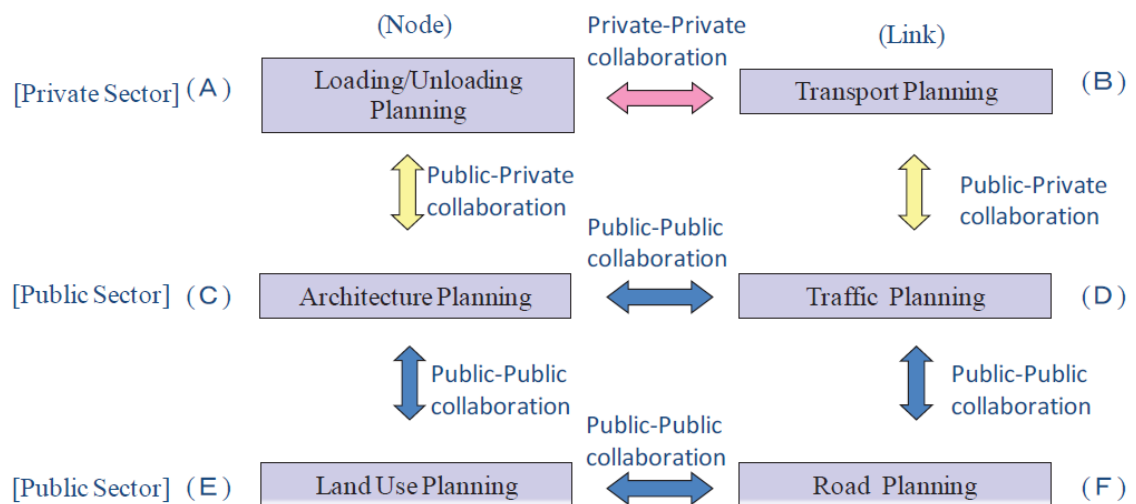 (Node)
Private-Private
collaboration
(Link)
[Private Sector] (A)
Loading/Unloading
Planning
Transport Planning
(B)
Public-Private
collaboration
Public-Private
collaboration
Public-Public
collaboration
[Public Sector] (C)
Architecture Planning
Traffic Planning
(D)
Public-Public
collaboration
Public-Public
collaboration
Public-Public
collaboration
[Public Sector] (E)
Land Use Planning
Road Planning
(F)